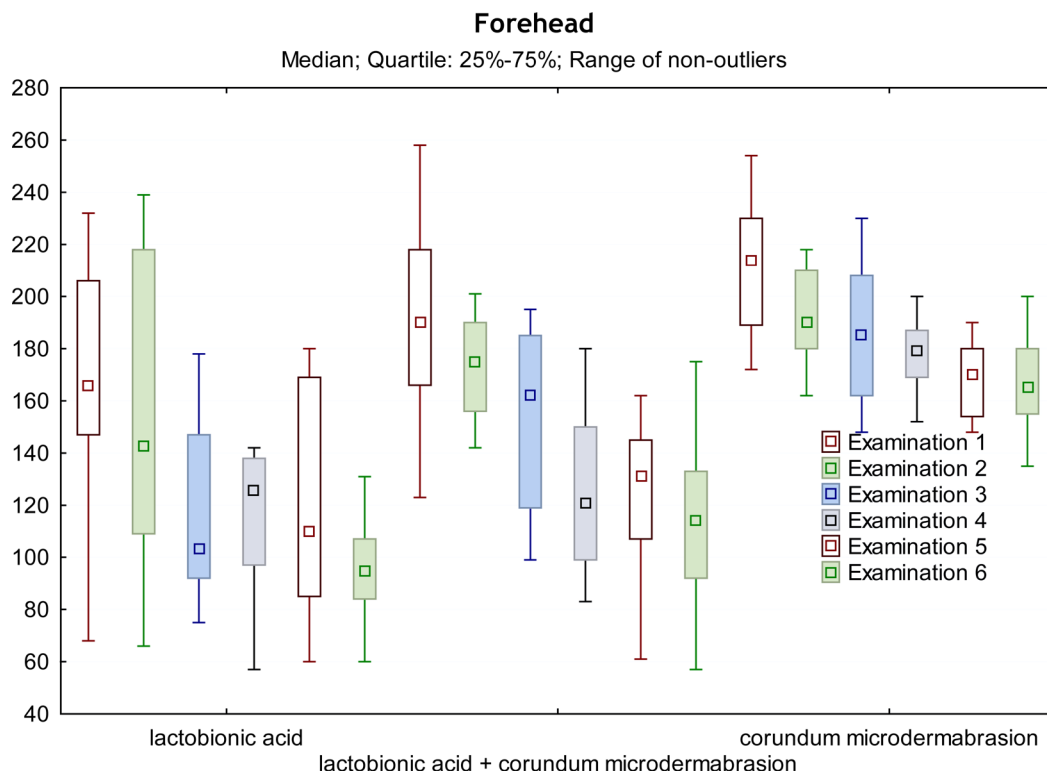 Forehead
Median; Quartile: 25%-75%; Range of non-outliers
280
260
240
220
200
180
160
140
120
100
80
60
40
Examination 1
Examination 2
Examination 3
Examination 4
Examination 5
Examination 6
lactobionic acid
corundum microdermabrasion
lactobionic acid + corundum microdermabrasion